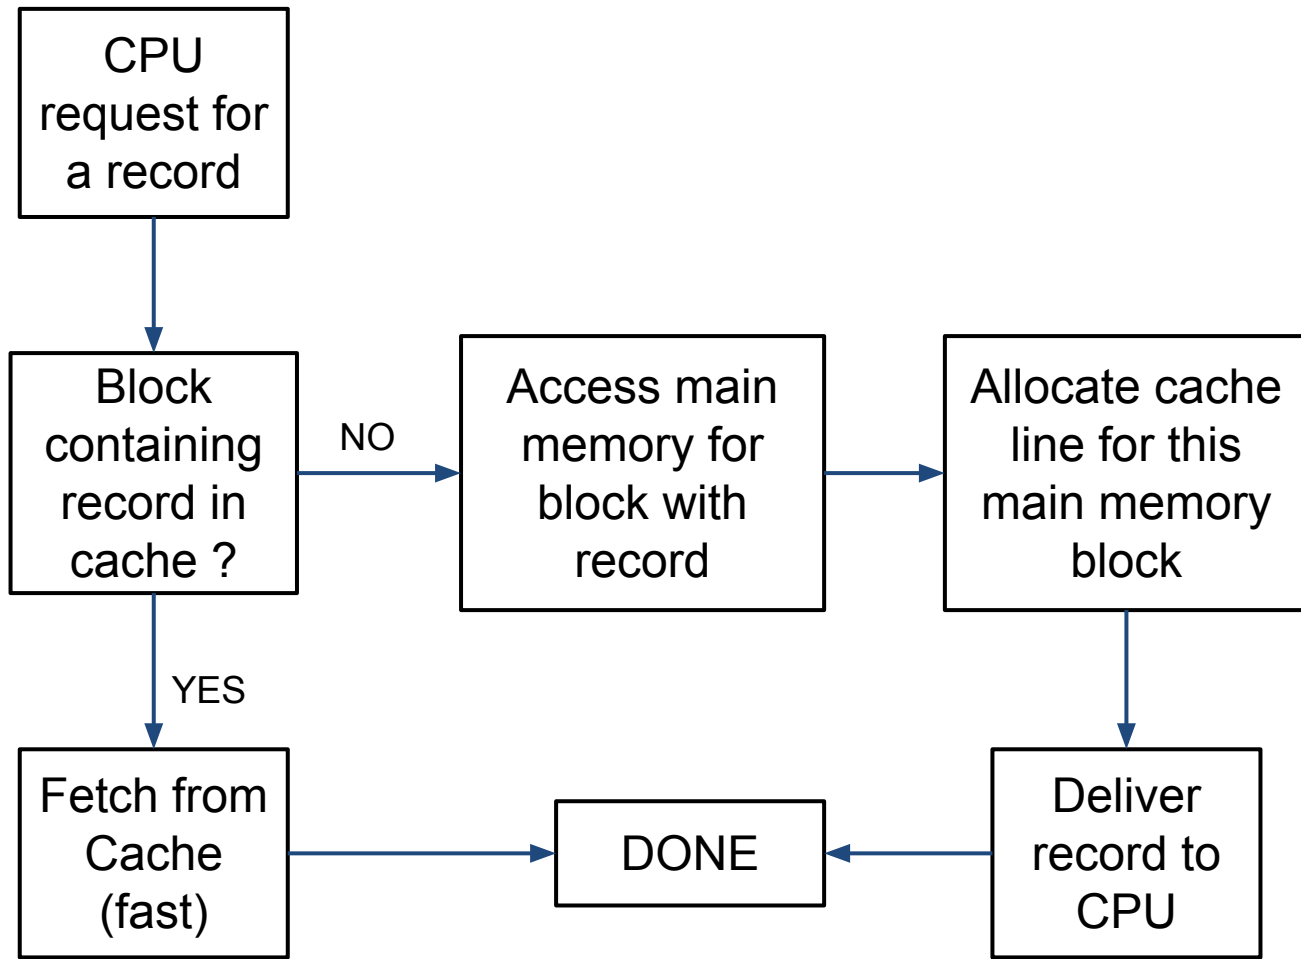 CPU
request for
a record
Block
containing
record in
cache ?
NO
Access main
memory for
block with
record
Allocate cache
line for this
main memory
block
YES
Fetch from
Cache
(fast)
DONE
Deliver
record to
CPU